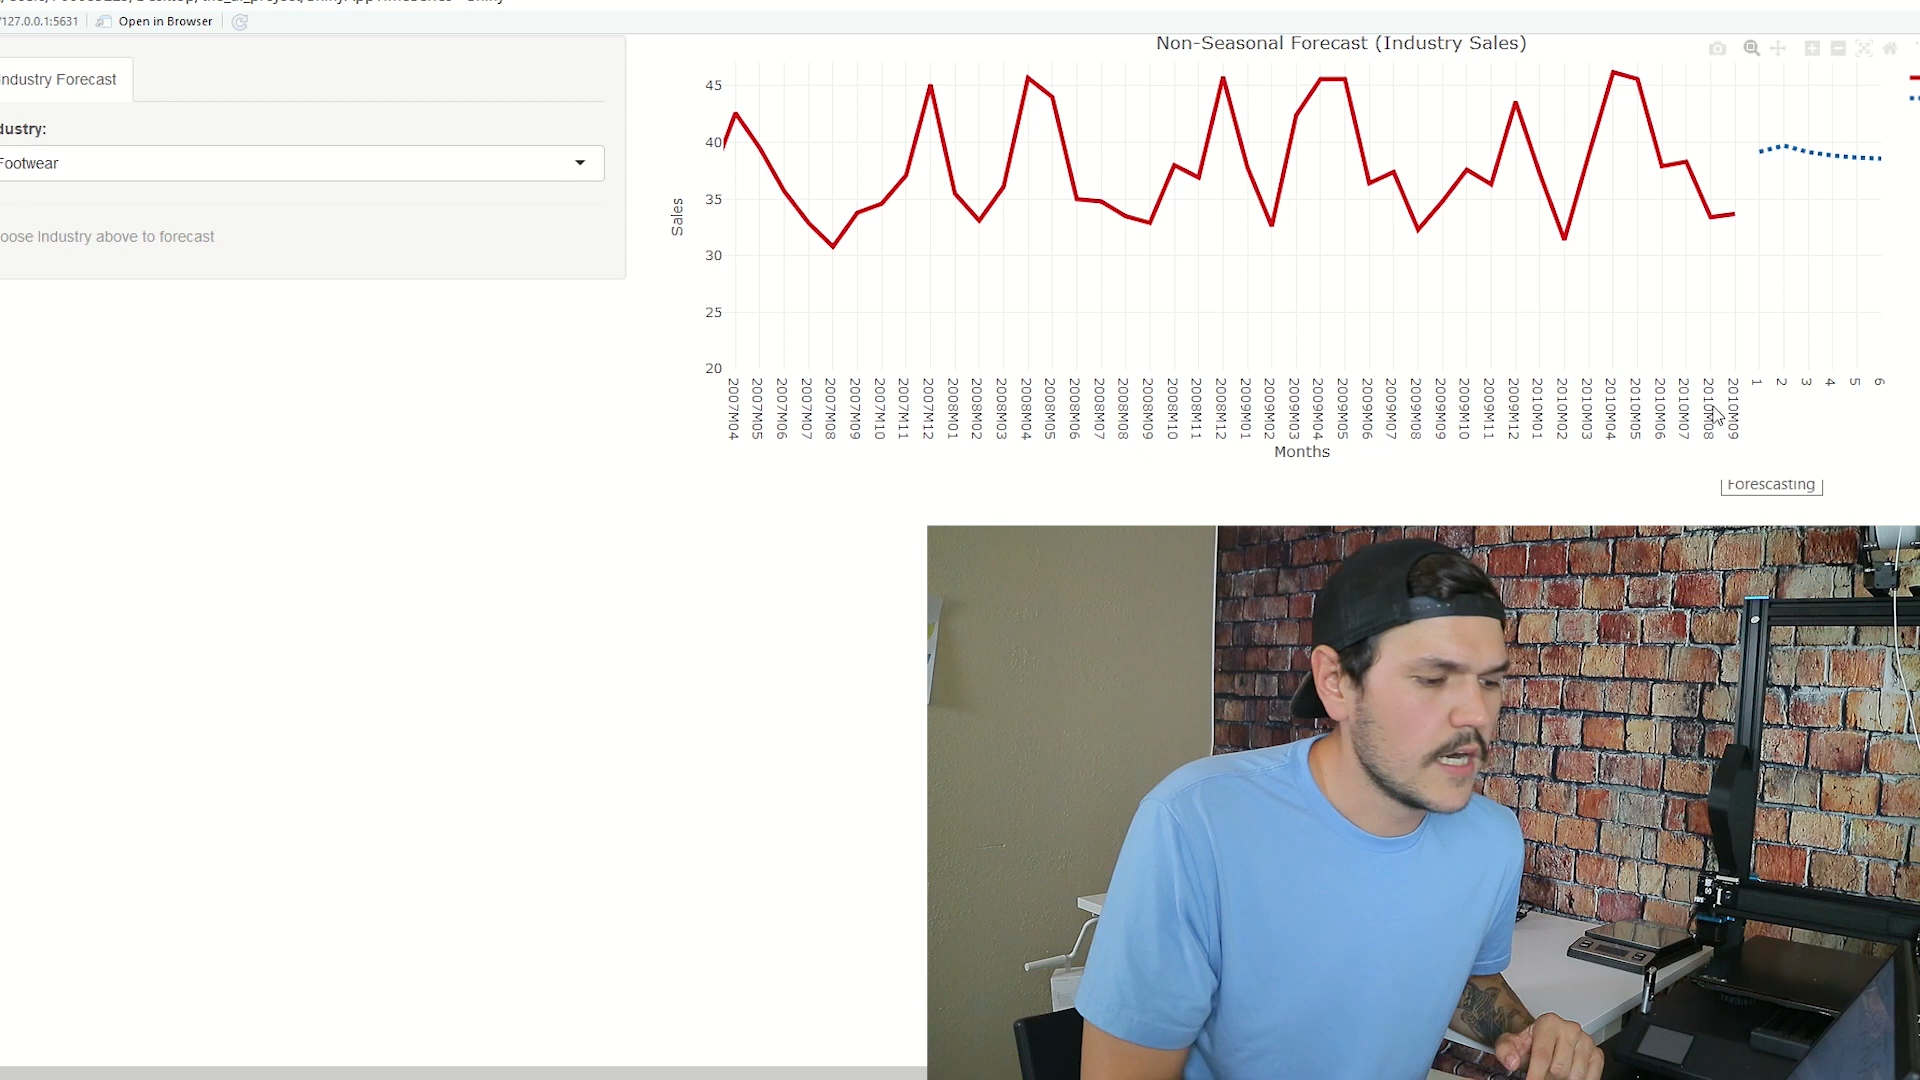 127.0.0.1:5631 Open in Browser
ndustry Forecast
dustry:
Footwear
oose Industry above to forecast
Non-Seasonal Forecast (Industry Sales)
45
40
35
30
25
20
Sales
2007M04 2007M05 2007M06 2007M07 2007M08 2007M09 2007M10 2007M11 2007M12 2008M01 2008M02 2008M03 2008M04 2008M05 2008M06 2008M07 2008M08 2008M09 2008M10 2008M11 2008M12 2009M01 2009M02 2009M03 2009M04 2009M05 2009M06 2009M07 2009M08 2009M09 2009M10 2009M11 2009M12 2010M01 2010M02 2010M03 2010M04 2010M05 2010M06 2010M07 2010M08 2010M09 1 2 3 4 5 6
Months
Forescasting